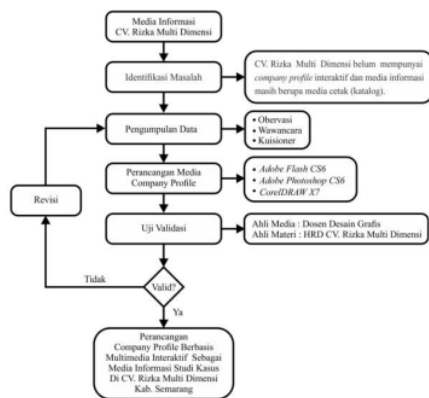 Media Informasi
CV. Rizka Multi Dimensi
Identifikasi Masalah
CV. Rizka Multi Dimensi belum mempunyai
company profile interaktif dan media informasi
masih berupa media cetak (katalog).
Pengumpulan Data
• Obervasi
• Wawancara
• Kuisioner
Perancangan Media
Company Profile
• Adobe Flash CS6
• Adobe Photoshop CS6
• CorelDRAW X7
Revisi
Uji Validasi
Ahli Media : Dosen Desain Grafis
Ahli Materi : HRD CV. Rizka Multi Dimensi
Tidak
Valid?
Ya
Perancangan
Company Profile Berbasis
Multimedia Interaktif Sebagai
Media Informasi Studi Kasus
Di CV. Rizka Multi Dimensi
Kab. Semarang